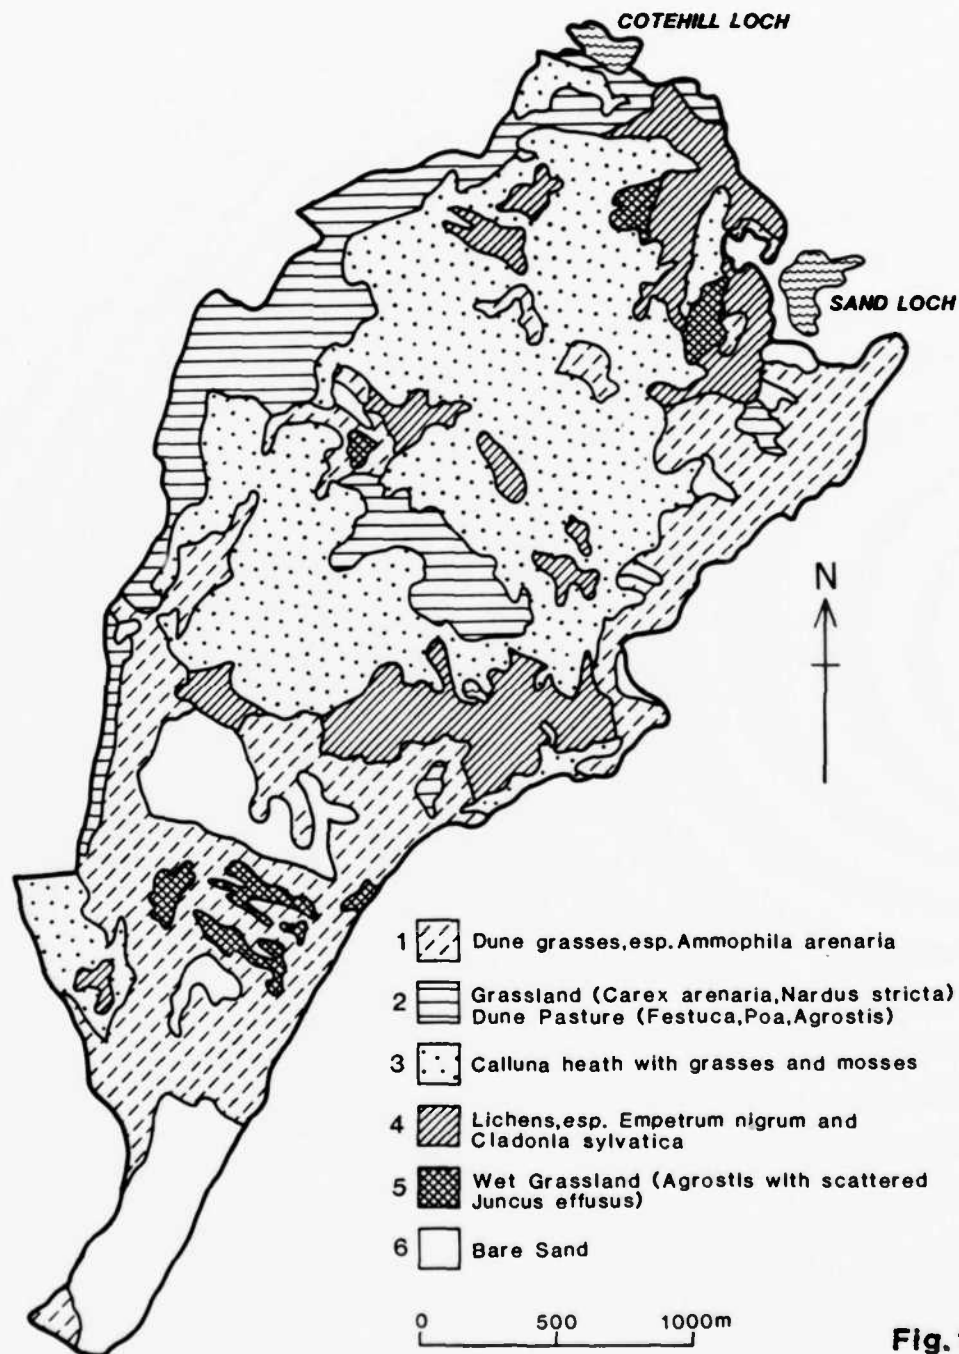 COTEHILL LOCH
SAND LOCH
N
1 Dune grasses,esp.Ammophila arenaria
2 Grassland (Carex arenaria,Nardus stricta)
Dune Pasture (Festuca,Poa,Agrostis)
3 Calluna heath with grasses and mosses
4 Lichens,esp. Empetrum nigrum and
Cladonia sylvatica
5 Wet Grassland (Agrostis with scattered
Juncus effusus)
6 Bare Sand
0 500 1000m
Fig.